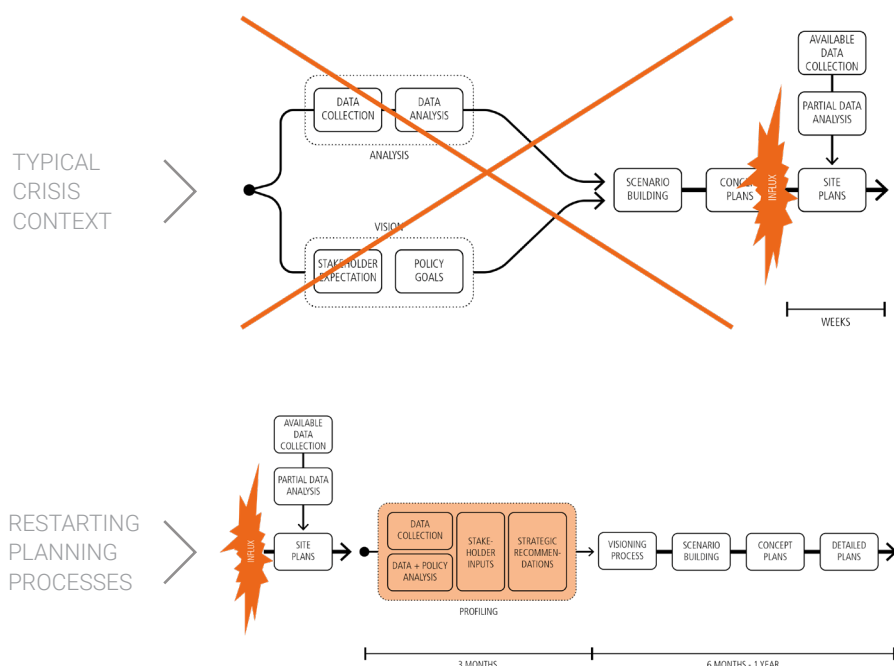 TYPICAL
CRISIS
CONTEXT
DATA
COLLECTION
DATA
ANALYSIS
ANALYSIS
VISION
STAKEHOLDER
EXPECTATION
POLICY
GOALS
SCENARIO
BUILDING
CONCEPT
PLANS
INFLUX
AVAILABLE
DATA
COLLECTION
PARTIAL DATA
ANALYSIS
SITE
PLANS
WEEKS
RESTARTING
PLANNING
PROCESSES
INFLUX
AVAILABLE
DATA
COLLECTION
PARTIAL DATA
ANALYSIS
SITE
PLANS
DATA
COLLECTION
DATA + POLICY
ANALYSIS
STAKE-
HOLDER
INPUTS
STRATEGIC
RECOMMEN-
DATIONS
PROFILING
VISIONING
PROCESS
SCENARIO
BUILDING
CONCEPT
PLANS
DETAILED
PLANS
3 MONTHS
6 MONTHS - 1 YEAR